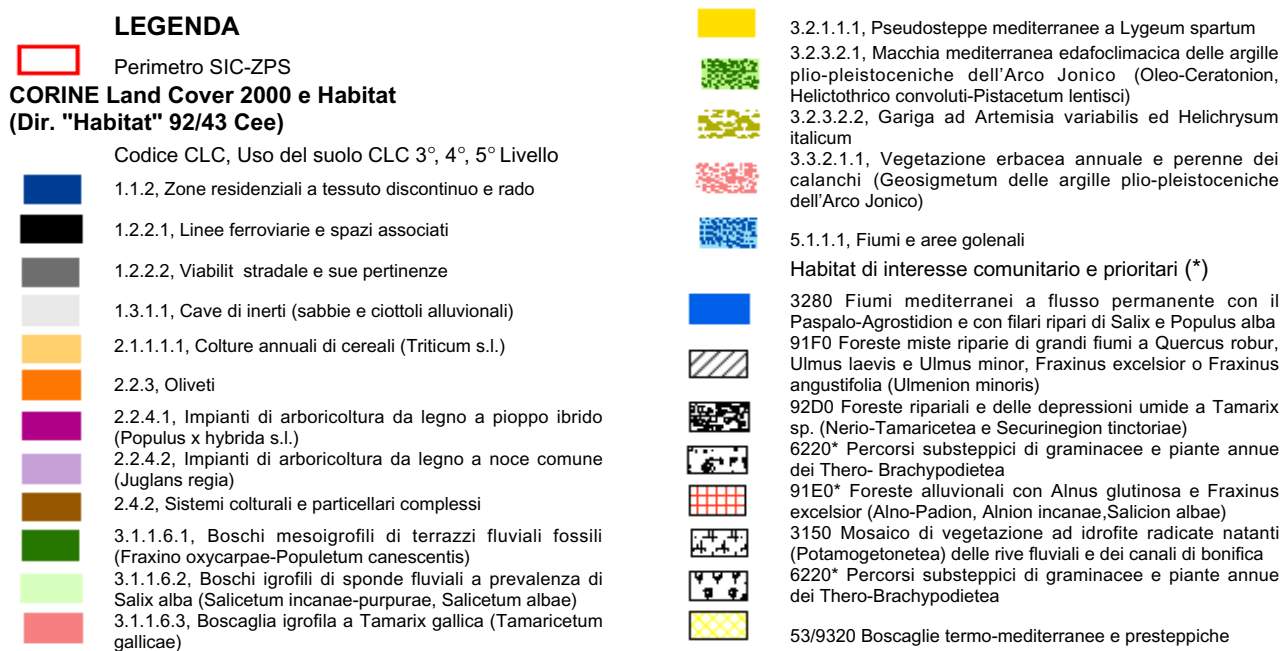 LEGENDA
Perimetro SIC-ZPS
CORINE Land Cover 2000 e Habitat
(Dir. "Habitat" 92/43 Cee)
Codice CLC, Uso del suolo CLC 3°, 4°, 5° Livello
1.1.2, Zone residenziali a tessuto discontinuo e rado
1.2.2.1, Linee ferroviarie e spazi associati
1.2.2.2, Viabilit stradale e sue pertinenze
1.3.1.1, Cave di inerti (sabbie e ciottoli alluvionali)
2.1.1.1.1, Colture annuali di cereali (Triticum s.l.)
2.2.3, Oliveti
2.2.4.1, Impianti di arboricoltura da legno a pioppo ibrido
(Populus x hybrida s.l.)
2.2.4.2, Impianti di arboricoltura da legno a noce comune
(Juglans regia)
2.4.2, Sistemi colturali e particellari complessi
3.1.1.6.1, Boschi mesoigrofili di terrazzi fluviali fossili
(Fraxino oxycarpae-Populetum canescentis)
3.1.1.6.2, Boschi igrofili di sponde fluviali a prevalenza di
Salix alba (Salicetum incanae-purpurae, Salicetum albae)
3.1.1.6.3, Boscaglia igrofila a Tamarix gallica (Tamaricetum
gallicae)
3.2.1.1.1, Pseudosteppe mediterranee a Lygeum spartum
3.2.3.2.1, Macchia mediterranea edafoclimacica delle argille
plio-pleistoceniche dell'Arco Jonico (Oleo-Ceratonion,
Helictothrico convoluti-Pistacetum lentisci)
3.2.3.2.2, Gariga ad Artemisia variabilis ed Helichrysum
italicum
3.3.2.1.1, Vegetazione erbacea annuale e perenne dei
calanchi (Geosigmetum delle argille plio-pleistoceniche
dell'Arco Jonico)
5.1.1.1, Fiumi e aree golenali
Habitat di interesse comunitario e prioritari (*)
3280 Fiumi mediterranei a flusso permanente con il
Paspalo-Agrostidion e con filari ripari di Salix e Populus alba
91F0 Foreste miste riparie di grandi fiumi a Quercus robur,
Ulmus laevis e Ulmus minor, Fraxinus excelsior o Fraxinus
angustifolia (Ulmenion minoris)
92D0 Foreste ripariali e delle depressioni umide a Tamarix
sp. (Nerio-Tamaricetea e Securinegion tinctoriae)
6220* Percorsi substeppici di graminacee e piante annue
dei Thero- Brachypodietea
91E0* Foreste alluvionali con Alnus glutinosa e Fraxinus
excelsior (Alno-Padion, Alnion incanae,Salicion albae)
3150 Mosaico di vegetazione ad idrofite radicate natanti
(Potamogetonetea) delle rive fluviali e dei canali di bonifica
6220* Percorsi substeppici di graminacee e piante annue
dei Thero-Brachypodietea
53/9320 Boscaglie termo-mediterranee e presteppiche